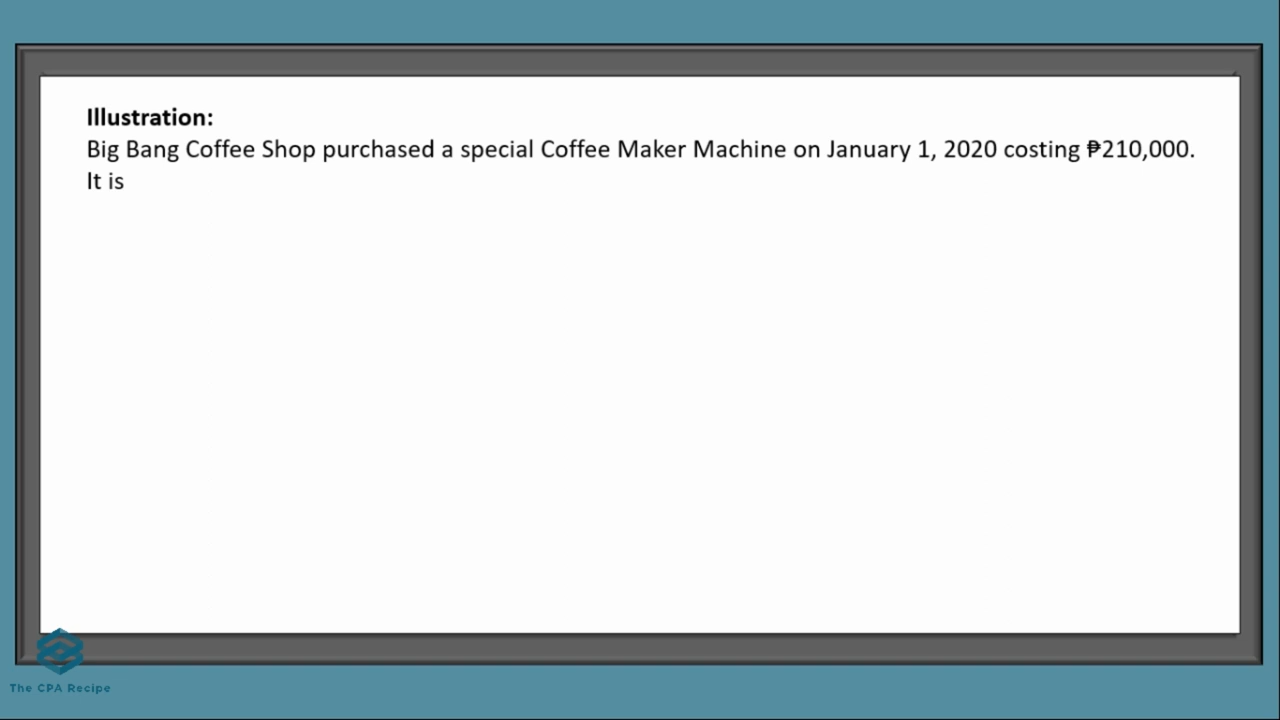 Illustration:
Big Bang Coffee Shop purchased a special Coffee Maker Machine on January 1, 2020 costing ₱210,000.
It is
The CPA Recipe